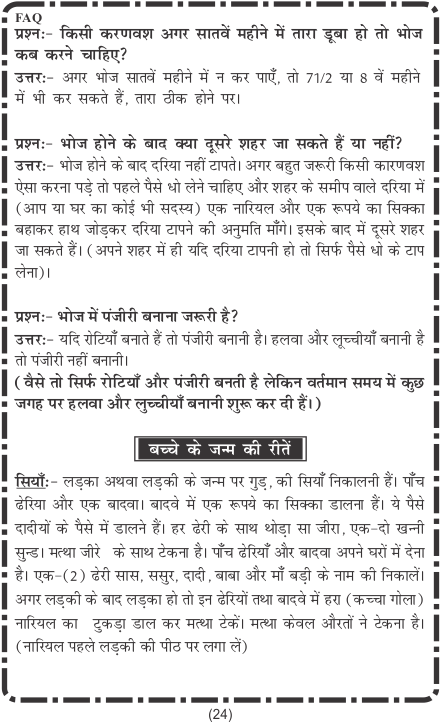 FAQ
प्रश्न:- किसी करणवश अगर सातवें महीने में तारा डूबा हो तो भोज
कब करने चाहिए?
उत्तर:- अगर भोज सातवें महीने में न कर पाएँ, तो 71/2 या 8 वें महीने
में भी कर सकते हैं, तारा ठीक होने पर।
प्रश्न:- भोज होने के बाद क्या दूसरे शहर जा सकते हैं या नहीं?
उत्तर:- भोज होने के बाद दरिया नहीं टापते। अगर बहुत जरूरी किसी कारणवश
ऐसा करना पड़े तो पहले पैसे धो लेने चाहिए और शहर के समीप वाले दरिया में
(आप या घर का कोई भी सदस्य) एक नारियल और एक रूपये का सिक्का
बहाकर हाथ जोड़कर दरिया टापने की अनुमति माँगे। इसके बाद में दूसरे शहर
जा सकते हैं। (अपने शहर में ही यदि दरिया टापनी हो तो सिर्फ पैसे धो के टाप
लेना)।
प्रश्न:- भोज में पंजीरी बनाना जरूरी है?
उत्तर:- यदि रोटियाँ बनाते हैं तो पंजीरी बनानी है। हलवा और लूच्चीयाँ बनानी है
तो पंजीरी नहीं बनानी।
(वैसे तो सिर्फ रोटियाँ और पंजीरी बनती है लेकिन वर्तमान समय में कुछ
जगह पर हलवा और लुच्चीयाँ बनानी शुरू कर दी हैं।)
बच्चे के जन्म की रीतें
सियाँ:- लड़का अथवा लड़की के जन्म पर गुड़, की सियाँ निकालनी हैं। पाँच
ढेरिया और एक बादवा। बादवे में एक रूपये का सिक्का डालना हैं। ये पैसे
दादीयों के पैसे में डालने हैं। हर ढेरी के साथ थोड़ा सा जीरा, एक-दो खन्नी
सुन्ड। मत्था जीरे के साथ टेकना है। पाँच ढेरियाँ और बादवा अपने घरों में देना
है। एक-(2) ढेरी सास, ससुर, दादी, बाबा और माँ बड़ी के नाम की निकालें।
अगर लड़की के बाद लड़का हो तो इन ढेरियों तथा बादवे में हरा (कच्चा गोला)
नारियल का टुकड़ा डाल कर मत्था टेकें। मत्था केवल औरतों ने टेकना है।
(नारियल पहले लड़की की पीठ पर लगा लें)
(24)